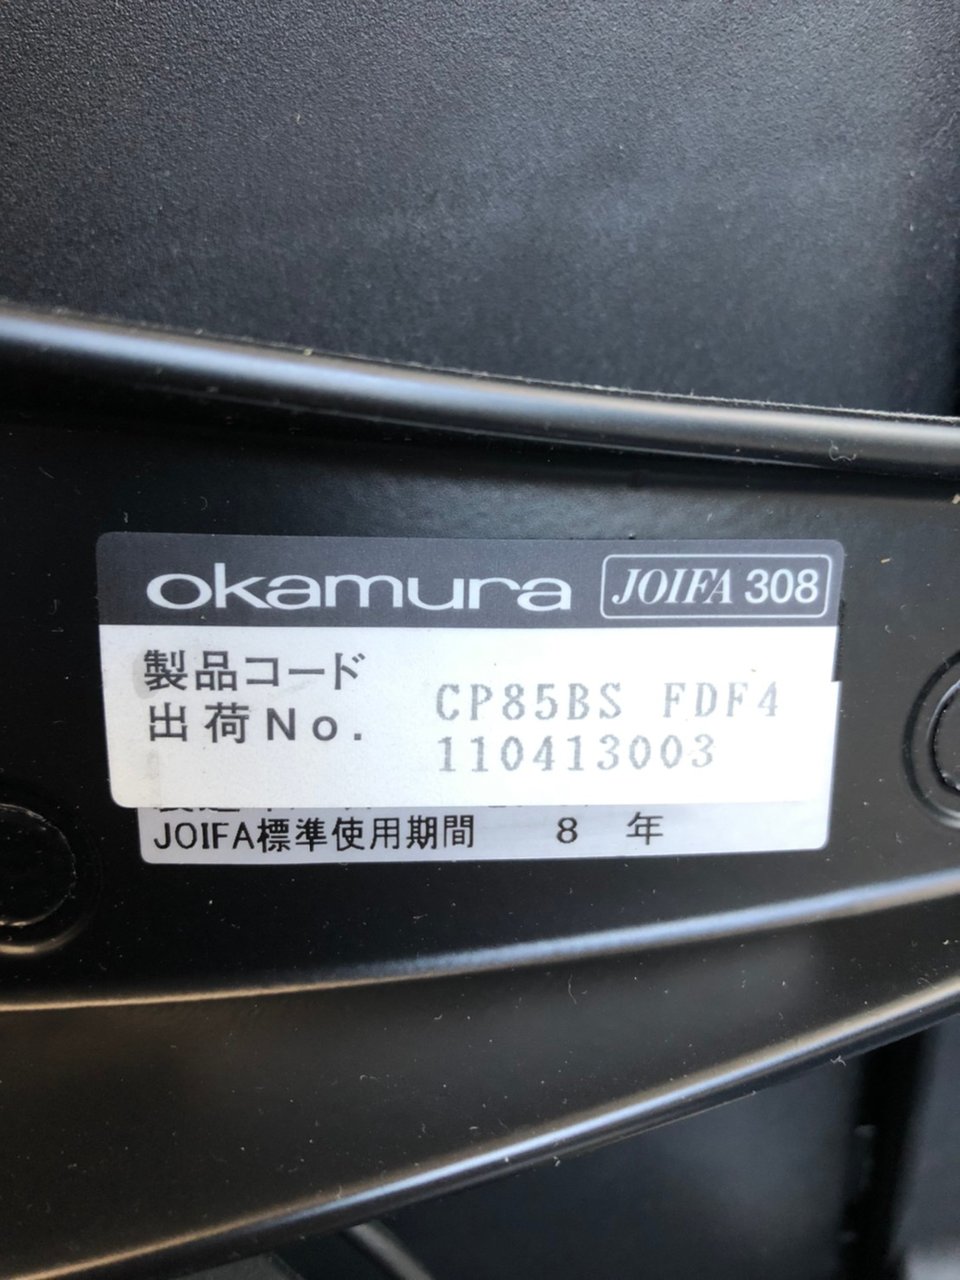 okamura JOIFA 308
製品コード CP85BS FDF4
出荷No. 110413003
JOIFA標準使用期間 8 年